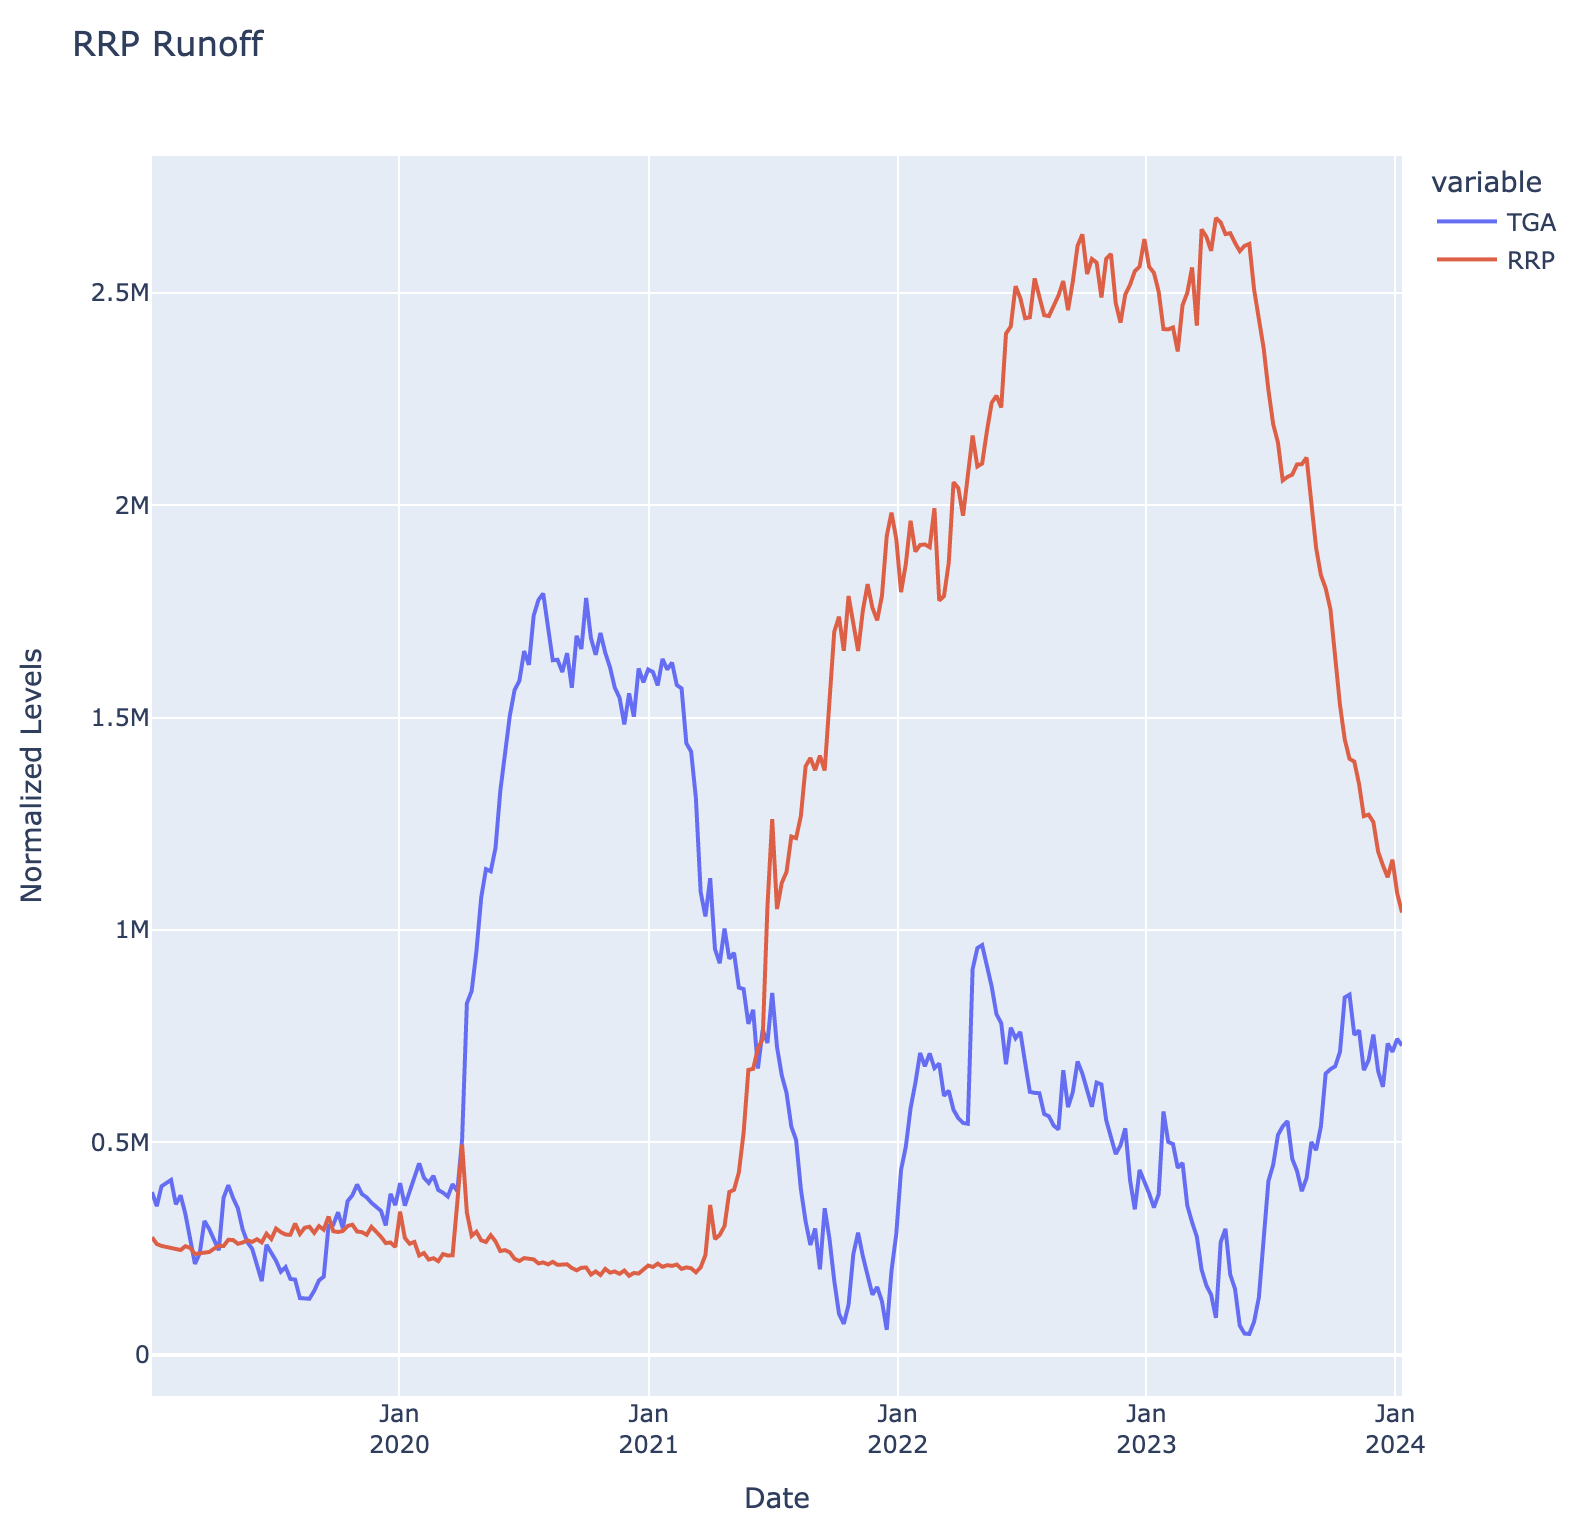 RRP Runoff
variable
TGA
RRP
2.5M
2M
1.5M
1M
0.5M
0
Normalized Levels
Jan
2020
Jan
2021
Jan
2022
Jan
2023
Jan
2024
Date